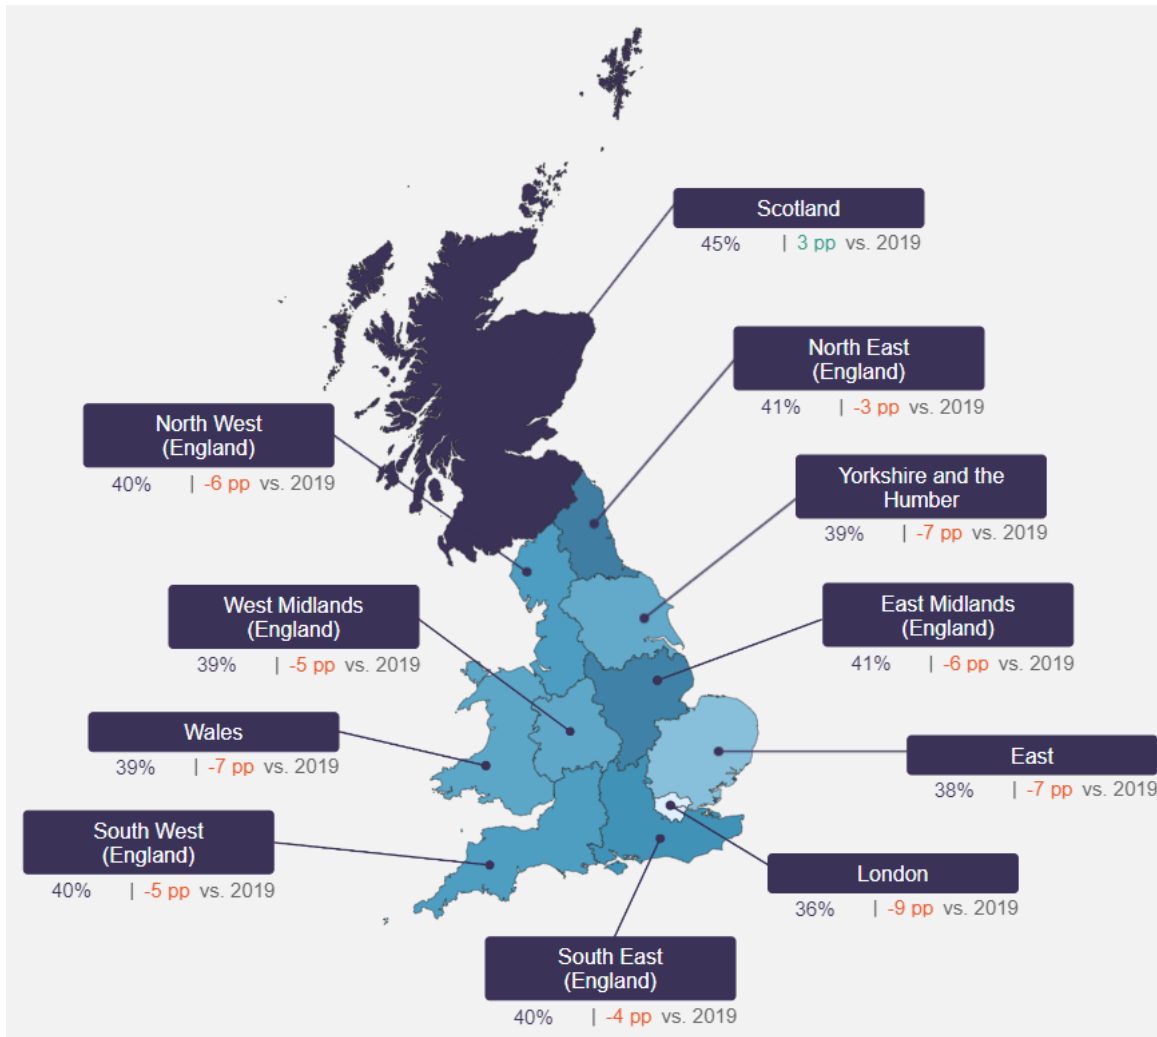 Scotland
45% | 3 pp vs. 2019
North East
(England)
41% | -3 pp vs. 2019
North West
(England)
40% | -6 pp vs. 2019
Yorkshire and the
Humber
39% | -7 pp vs. 2019
West Midlands
(England)
39% | -5 pp vs. 2019
East Midlands
(England)
41% | -6 pp vs. 2019
Wales
39% | -7 pp vs. 2019
East
38% | -7 pp vs. 2019
South West
(England)
40% | -5 pp vs. 2019
London
36% | -9 pp vs. 2019
South East
(England)
40% | -4 pp vs. 2019